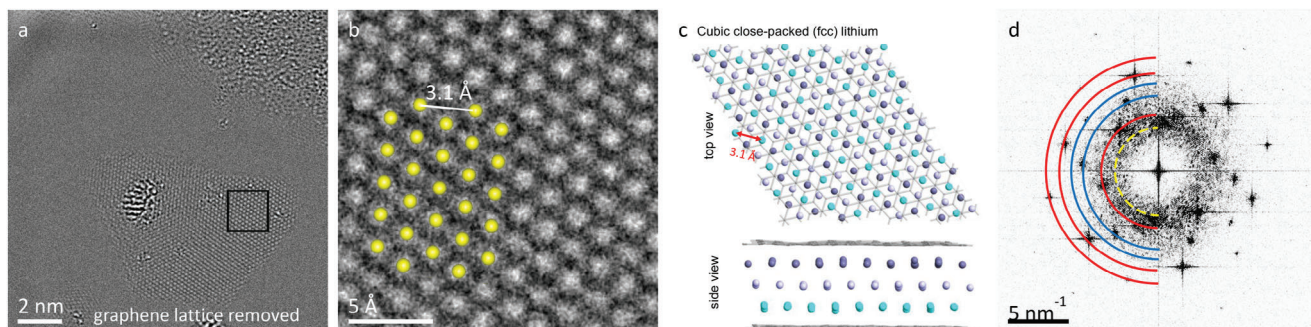 a
2 nm
graphene lattice removed
b
3.1 Å
5 Å
c
Cubic close-packed (fcc) lithium
top view
3.1 Å
side view
d
5 nm-1